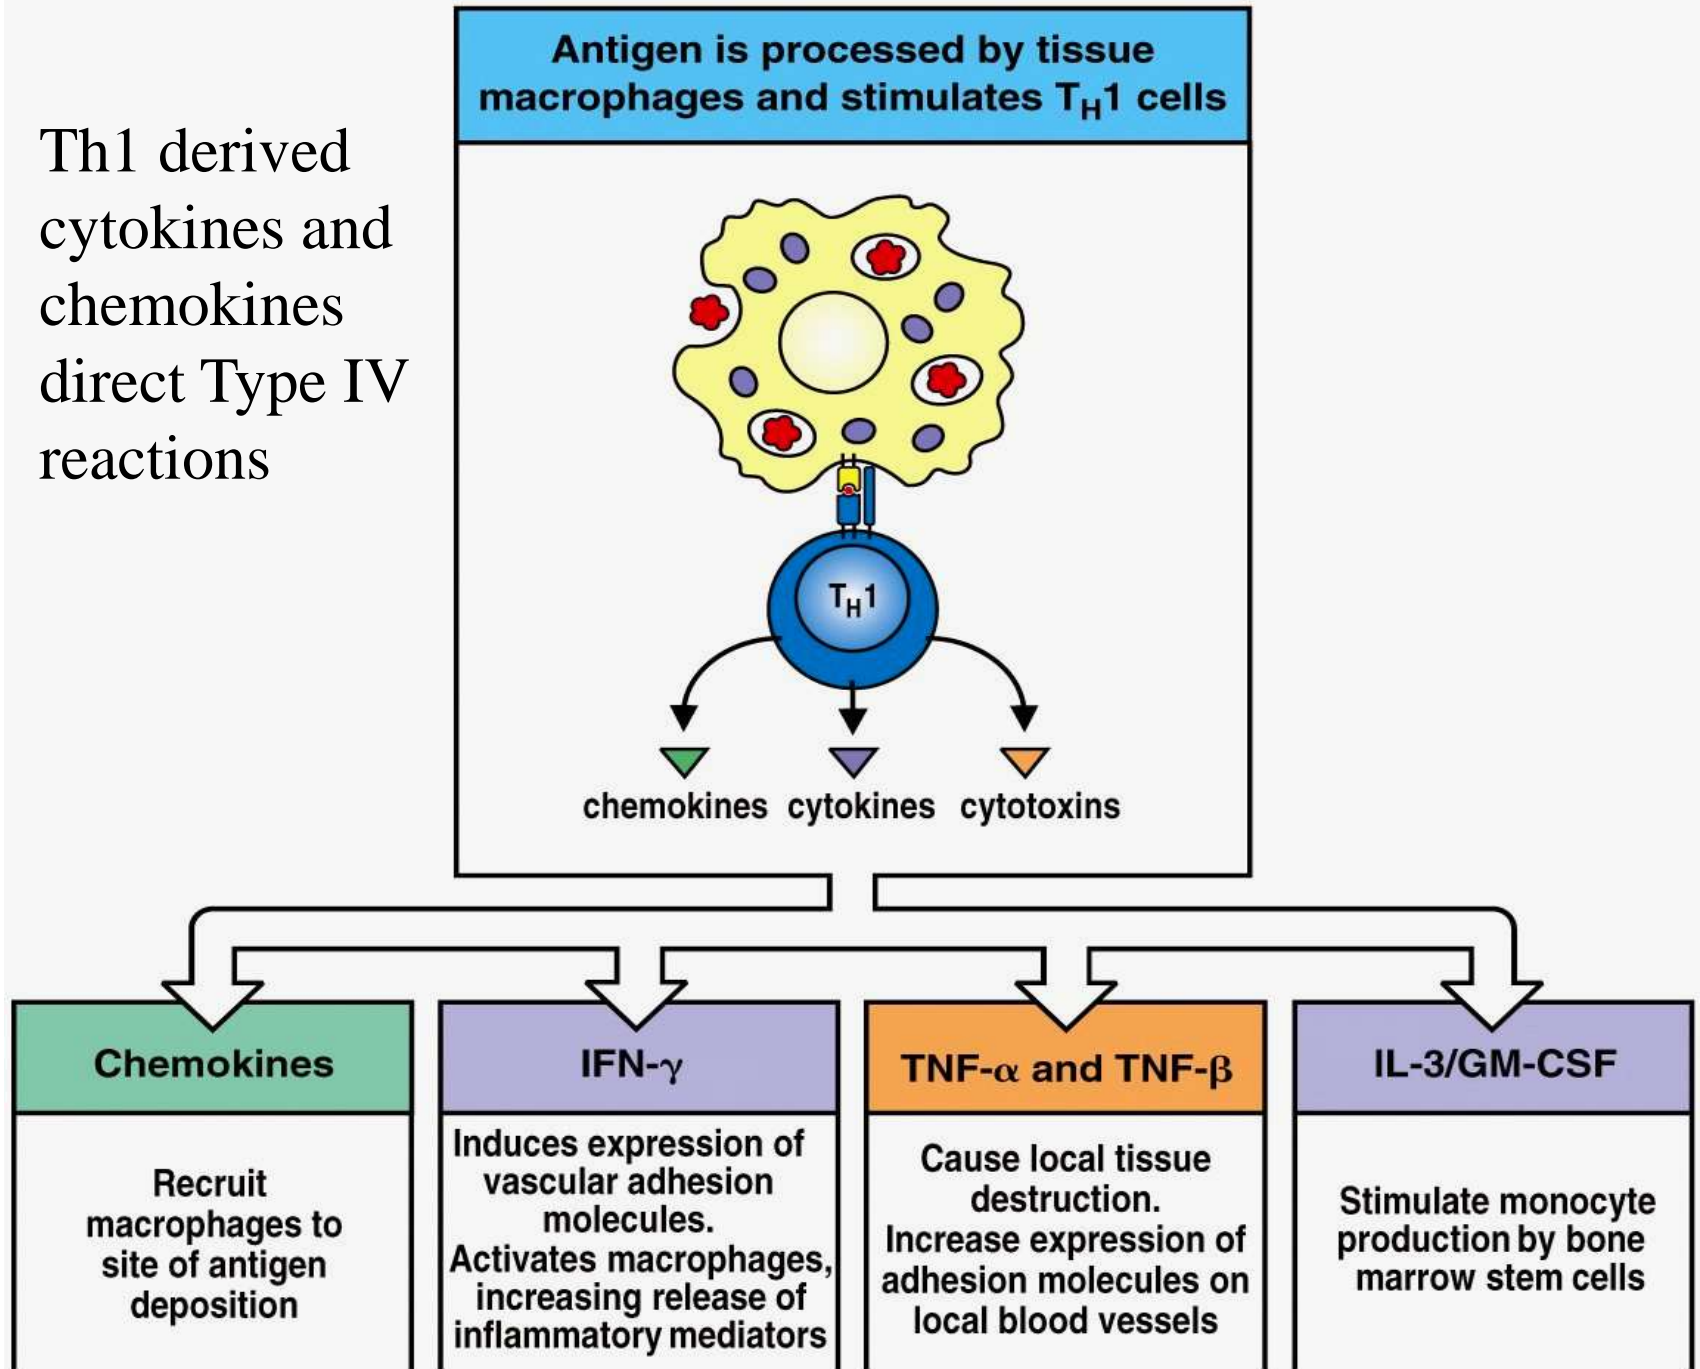 Th1 derived
cytokines and
chemokines
direct Type IV
reactions
Antigen is processed by tissue
macrophages and stimulates TH1 cells
TH1
chemokines cytokines cytotoxins
Chemokines
Recruit
macrophages to
site of antigen
deposition
IFN-γ
Induces expression of
vascular adhesion
molecules.
Activates macrophages,
increasing release of
inflammatory mediators
TNF-α and TNF-β
Cause local tissue
destruction.
Increase expression of
adhesion molecules on
local blood vessels
IL-3/GM-CSF
Stimulate monocyte
production by bone
marrow stem cells